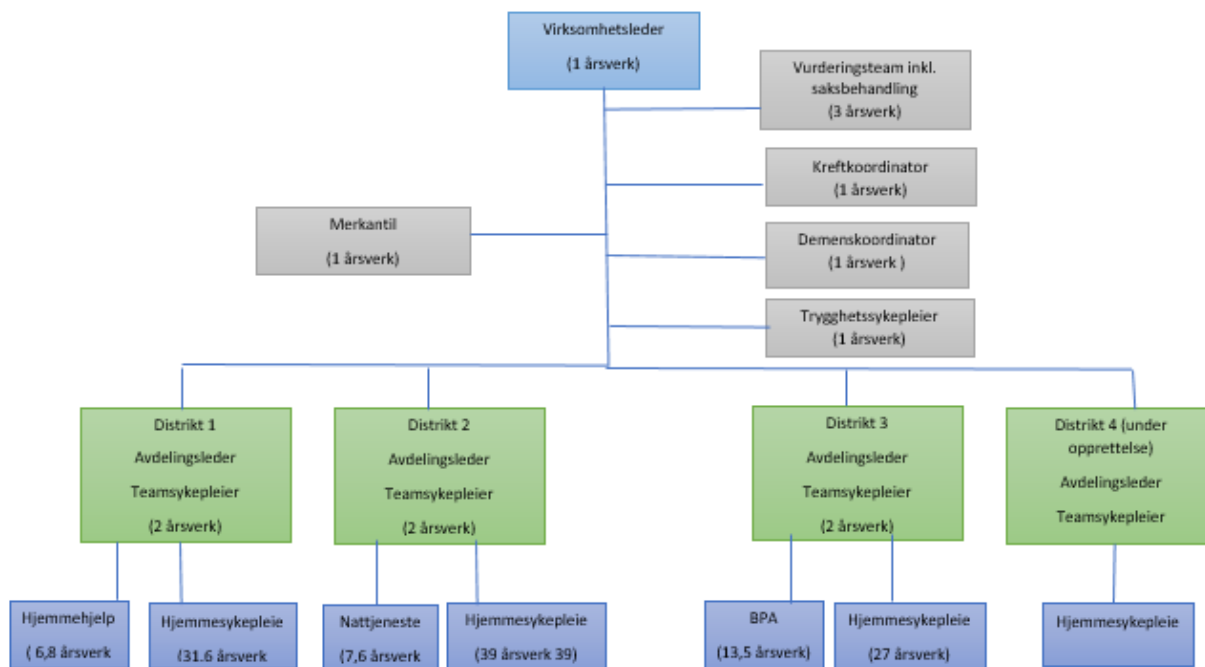 Virksomhetsleder
(1 årsverk)
Vurderingsteam inkl.
saksbehandling
(3 årsverk)
Kreftkoordinator
(1 årsverk)
Merkantil
(1 årsverk)
Demenskoordinator
(1 årsverk )
Trygghetssykepleier
(1 årsverk)
Distrikt 1
Avdelingsleder
Teamsykepleier
(2 årsverk)
Distrikt 2
Avdelingsleder
Teamsykepleier
(2 årsverk)
Distrikt 3
Avdelingsleder
Teamsykepleier
(2 årsverk)
Distrikt 4 (under
opprettelse)
Avdelingsleder
Teamsykepleier
Hjemmehjelp
( 6,8 årsverk
Hjemmesykepleie
(31.6 årsverk
Nattjeneste
(7,6 årsverk
Hjemmesykepleie
(39 årsverk 39)
BPA
(13,5 årsverk)
Hjemmesykepleie
(27 årsverk)
Hjemmesykepleie